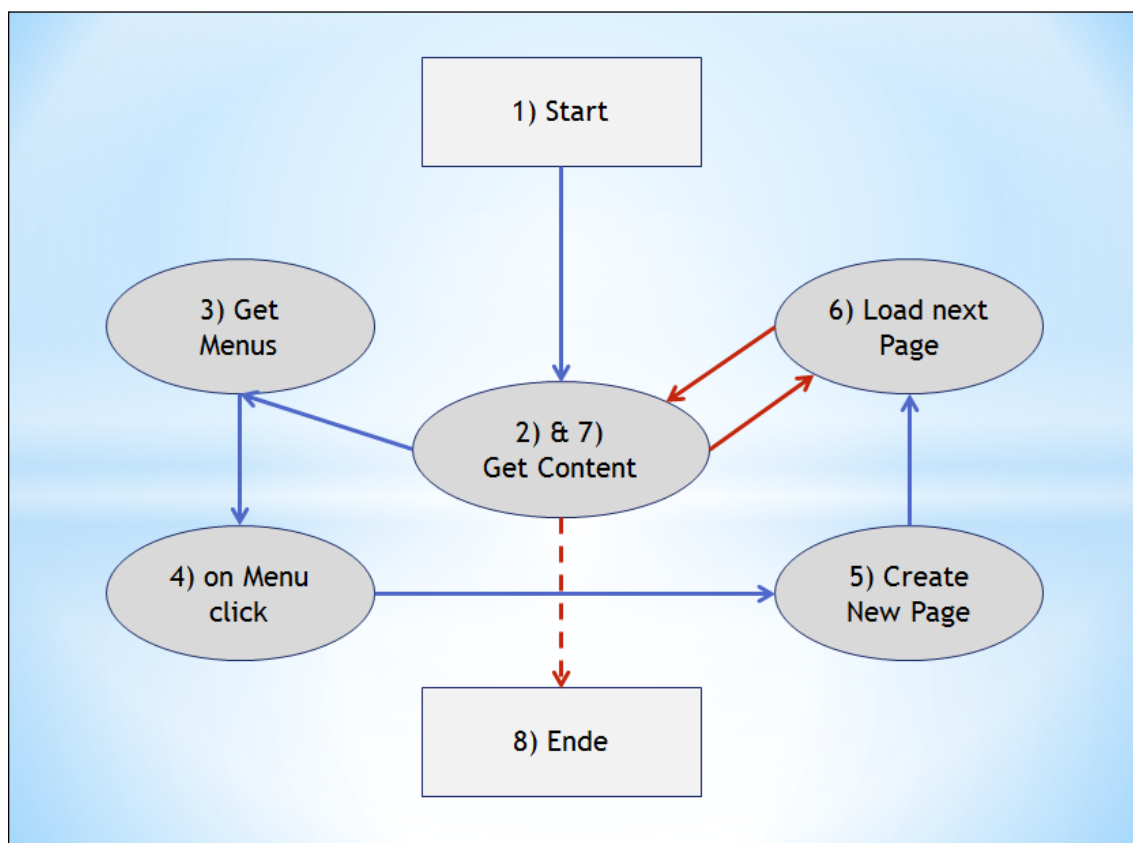 1) Start
3) Get
Menus
6) Load next
Page
2) & 7)
Get Content
4) on Menu
click
5) Create
New Page
8) Ende